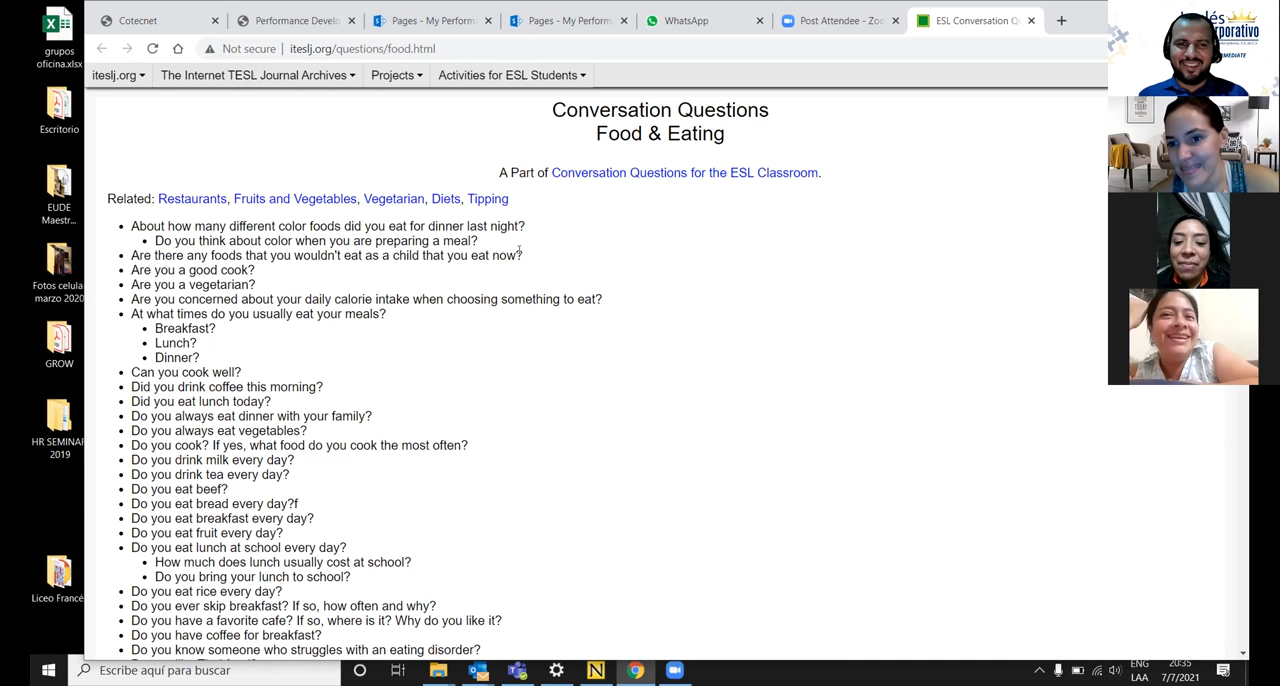 Cotecnet
Performance Develo
Pages - My Perform
Pages - My Perform
WhatsApp
Post Attendee - Zoo
ESL Conversation Q
Not secure
iteslj.org/questions/food.html
iteslj.org
The Internet TESL Journal Archives
Projects
Activities for ESL Students
Conversation Questions
Food & Eating
A Part of Conversation Questions for the ESL Classroom.
Related: Restaurants, Fruits and Vegetables, Vegetarian, Diets, Tipping
About how many different color foods did you eat for dinner last night?
Do you think about color when you are preparing a meal?
Are there any foods that you wouldn't eat as a child that you eat now?
Are you a good cook?
Are you a vegetarian?
Are you concerned about your daily calorie intake when choosing something to eat?
At what times do you usually eat your meals?
Breakfast?
Lunch?
Dinner?
Can you cook well?
Did you drink coffee this morning?
Did you eat lunch today?
Do you always eat dinner with your family?
Do you always eat vegetables?
Do you cook? If yes, what food do you cook the most often?
Do you drink milk every day?
Do you drink tea every day?
Do you eat beef?
Do you eat bread every day?f
Do you eat breakfast every day?
Do you eat fruit every day?
Do you eat lunch at school every day?
How much does lunch usually cost at school?
Do you bring your lunch to school?
Do you eat rice every day?
Do you ever skip breakfast? If so, how often and why?
Do you have a favorite cafe? If so, where is it? Why do you like it?
Do you have coffee for breakfast?
Do you know someone who struggles with an eating disorder?
grupos
oficina.xlsx
Escritorio
EUDE
Maestr...
Fotos celula
marzo 2020
GROW
HR SEMINAR
2019
Liceo Francé
Escribe aquí para buscar
ENG
LAA
20:35
7/7/2021